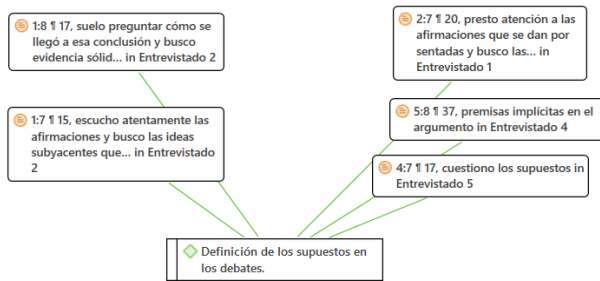 1:8 ¶ 17, suelo preguntar cómo se
llegó a esa conclusión y busco
evidencia sólid... in Entrevistado 2
2:7 ¶ 20, presto atención a las
afirmaciones que se dan por
sentadas y busco las... in
Entrevistado 1
1:7 ¶ 15, escucho atentamente las
afirmaciones y busco las ideas
subyacentes que... in Entrevistado
2
5:8 ¶ 37, premisas implícitas en el
argumento in Entrevistado 4
4:7 ¶ 17, cuestiono los supuestos in
Entrevistado 5
Definición de los supuestos en
los debates.